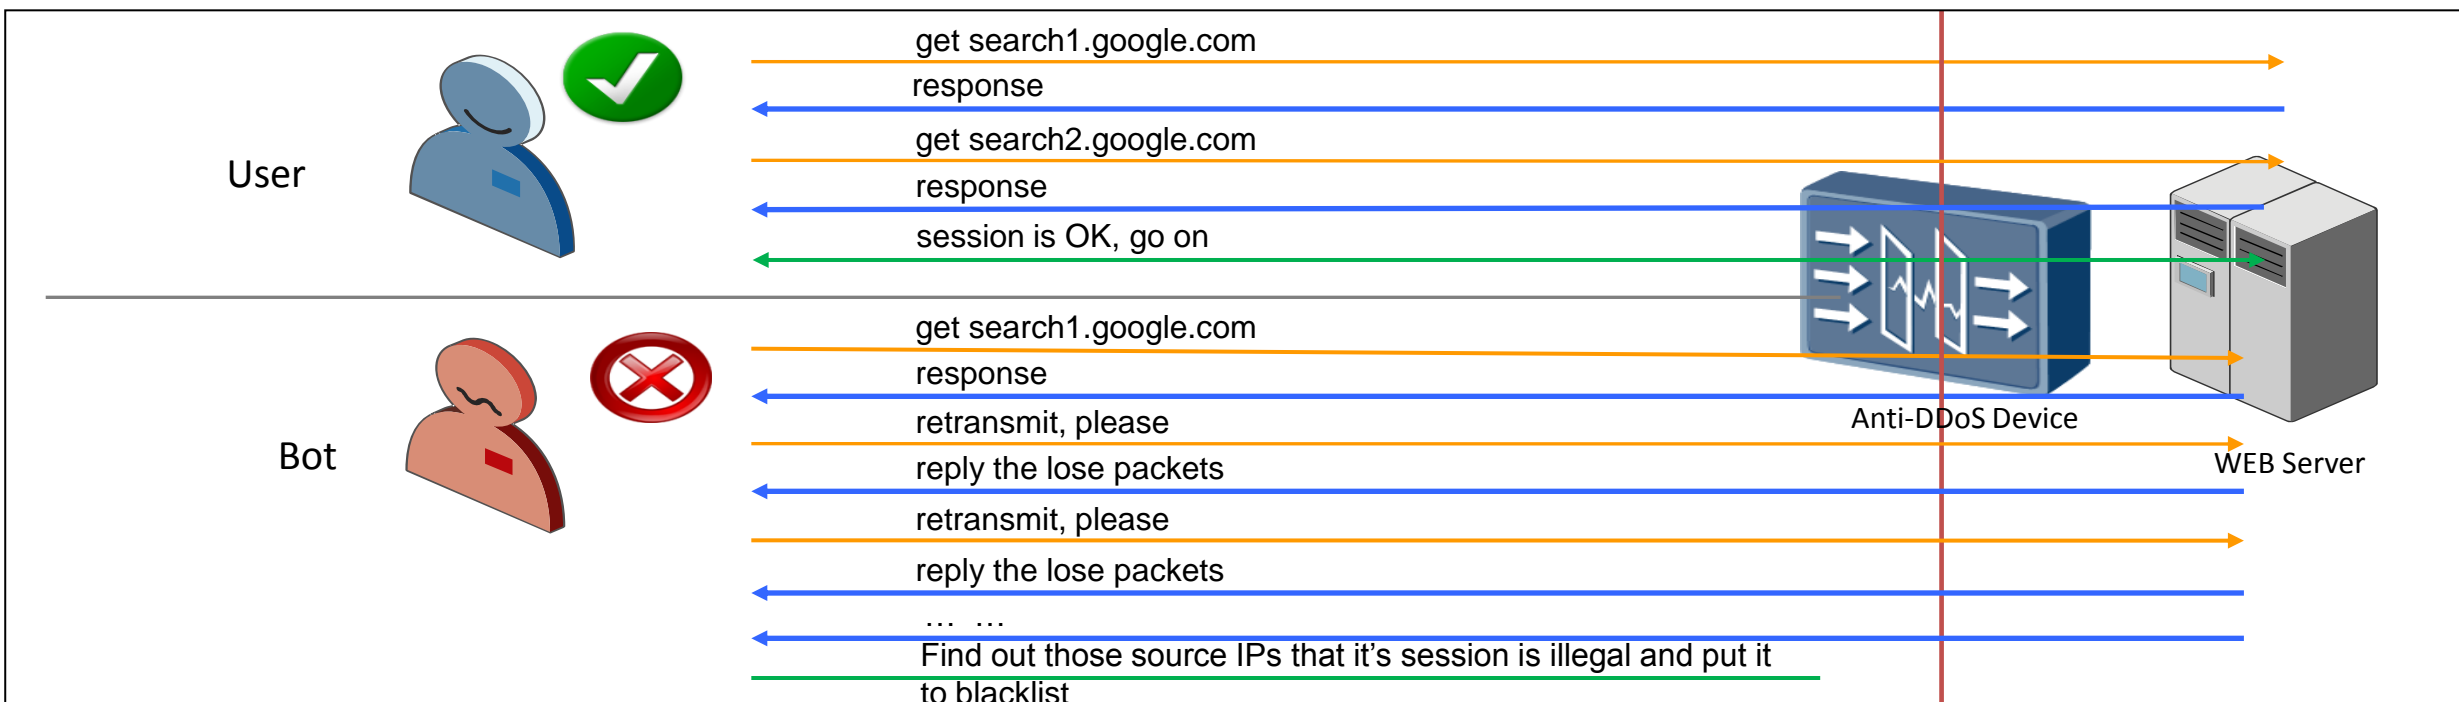 get search1.google.com
response
get search2.google.com
User
response
session is OK, go on
get search1.google.com
response
Anti-DDoS Device
retransmit, please
Bot
reply the lose packets
WEB Server
retransmit, please
reply the lose packets
… …
Find out those source IPs that it’s session is illegal and put it
to blacklist